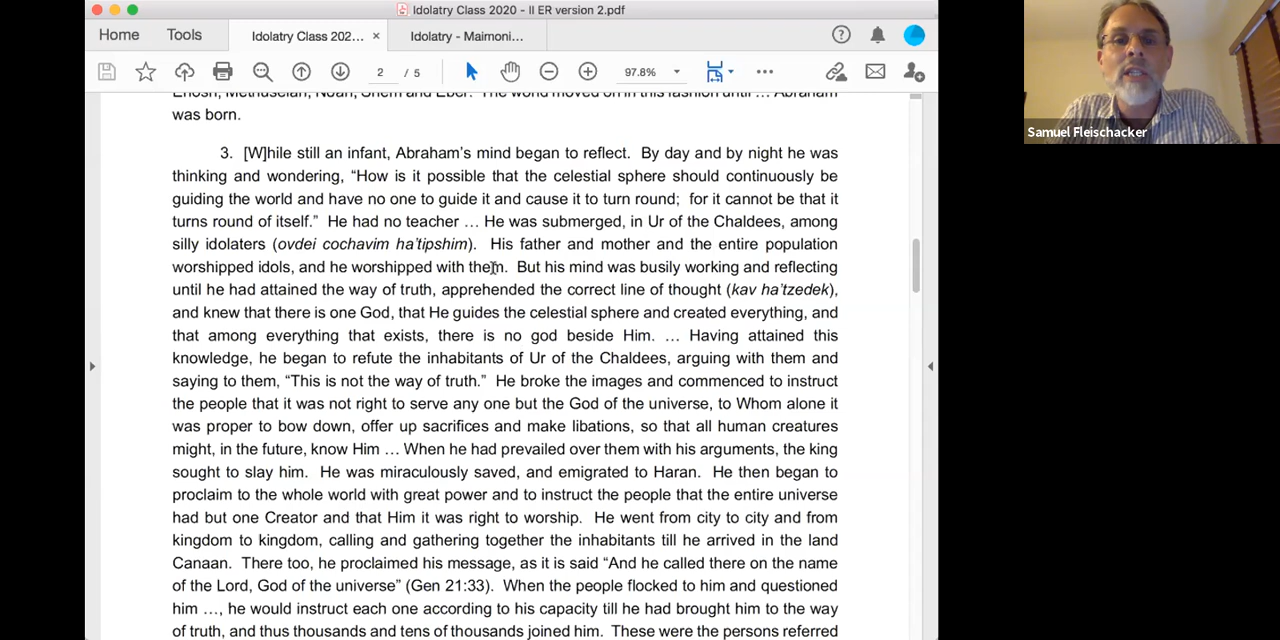 Idolatry Class 2020 - II ER version 2.pdf
Home
Tools
Idolatry Class 202... ×
Idolatry - Maimoni...
2 / 5
97.8%
Enosh, Methuselah, Noah, Shem and Eber. The world moved on in this fashion until ... Abraham
was born.
3. [W]hile still an infant, Abraham's mind began to reflect. By day and by night he was
thinking and wondering, “How is it possible that the celestial sphere should continuously be
guiding the world and have no one to guide it and cause it to turn round; for it cannot be that it
turns round of itself.” He had no teacher ... He was submerged, in Ur of the Chaldees, among
silly idolaters (ovdei cochavim ha'tipshim). His father and mother and the entire population
worshipped idols, and he worshipped with them. But his mind was busily working and reflecting
until he had attained the way of truth, apprehended the correct line of thought (kav ha'tzedek),
and knew that there is one God, that He guides the celestial sphere and created everything, and
that among everything that exists, there is no god beside Him. ... Having attained this
knowledge, he began to refute the inhabitants of Ur of the Chaldees, arguing with them and
saying to them, “This is not the way of truth.” He broke the images and commenced to instruct
the people that it was not right to serve any one but the God of the universe, to Whom alone it
was proper to bow down, offer up sacrifices and make libations, so that all human creatures
might, in the future, know Him ... When he had prevailed over them with his arguments, the king
sought to slay him. He was miraculously saved, and emigrated to Haran. He then began to
proclaim to the whole world with great power and to instruct the people that the entire universe
had but one Creator and that Him it was right to worship. He went from city to city and from
kingdom to kingdom, calling and gathering together the inhabitants till he arrived in the land
Canaan. There too, he proclaimed his message, as it is said “And he called there on the name
of the Lord, God of the universe” (Gen 21:33). When the people flocked to him and questioned
him ..., he would instruct each one according to his capacity till he had brought him to the way
of truth, and thus thousands and tens of thousands joined him. These were the persons referred
Samuel Fleischacker